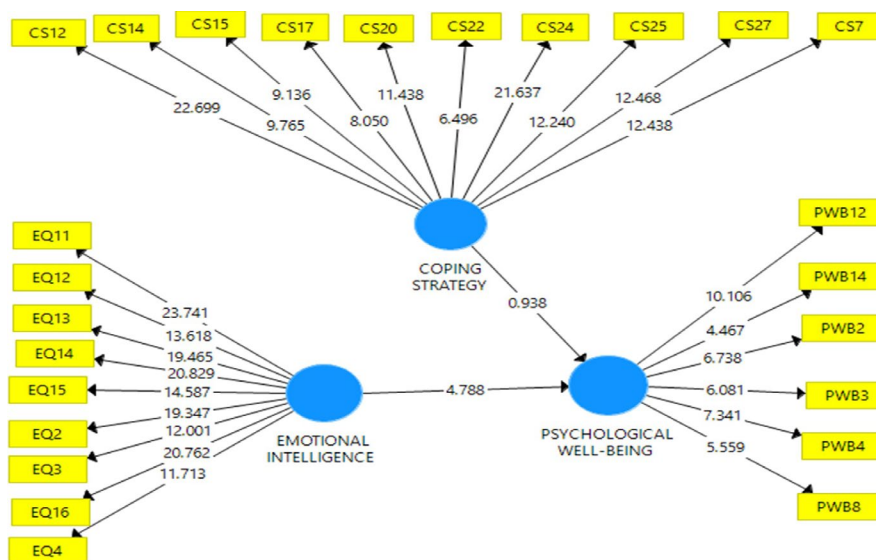 CS12
CS14
CS15
CS17
CS20
CS22
CS24
CS25
CS27
CS7
22.699
9.765
9.136
8.050
11.438
6.496
21.637
12.240
12.468
12.438
COPING
STRATEGY
0.938
EQ11
EQ12
EQ13
EQ14
EQ15
EQ2
EQ3
EQ16
EQ4
23.741
13.618
19.465
20.829
14.587
19.347
12.001
20.762
11.713
EMOTIONAL
INTELLIGENCE
4.788
PSYCHOLOGICAL
WELL-BEING
10.106
4.467
6.738
6.081
7.341
5.559
PWB12
PWB14
PWB2
PWB3
PWB4
PWB8